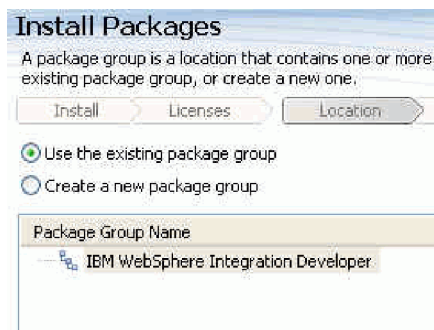 Install Packages
A package group is a location that contains one or more
existing package group, or create a new one.
Install Licenses Location
Use the existing package group
Create a new package group
Package Group Name
IBM WebSphere Integration Developer